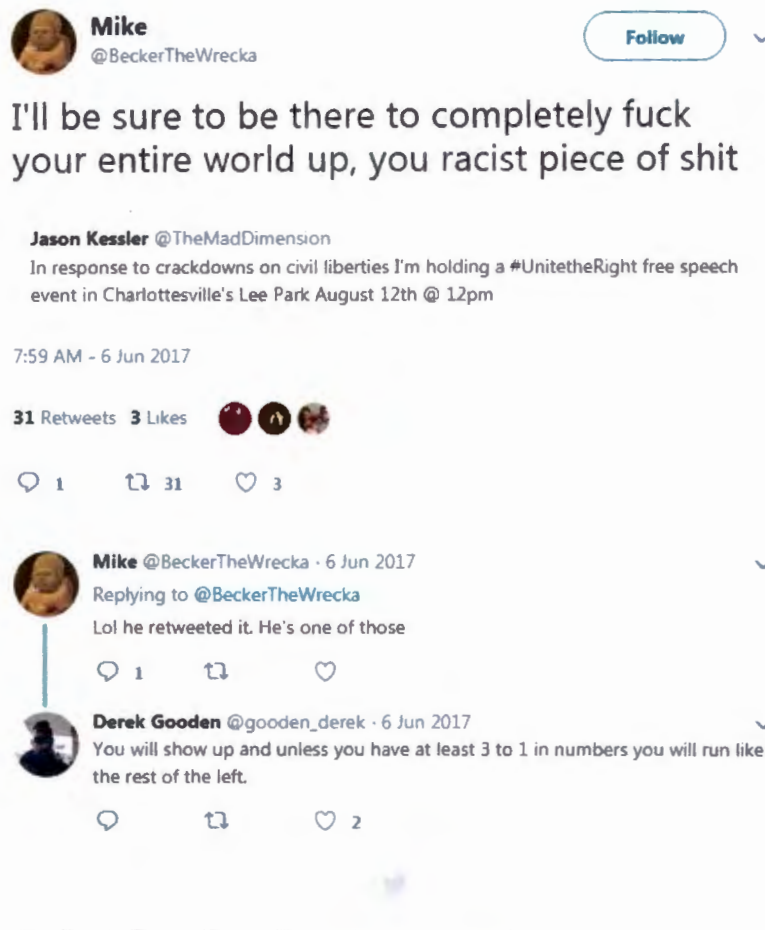 Mike
@BeckerTheWrecka
Follow
I'll be sure to be there to completely fuck
your entire world up, you racist piece of shit
Jason Kessler @TheMadDimension
In response to crackdowns on civil liberties I'm holding a #UnitetheRight free speech
event in Charlottesville's Lee Park August 12th @ 12pm
7:59 AM - 6 Jun 2017
31 Retweets 3 Likes
1 31 3
Mike @BeckerTheWrecka · 6 Jun 2017
Replying to @BeckerTheWrecka
Lol he retweeted it. He's one of those
1
Derek Gooden @gooden_derek · 6 Jun 2017
You will show up and unless you have at least 3 to 1 in numbers you will run like
the rest of the left.
2